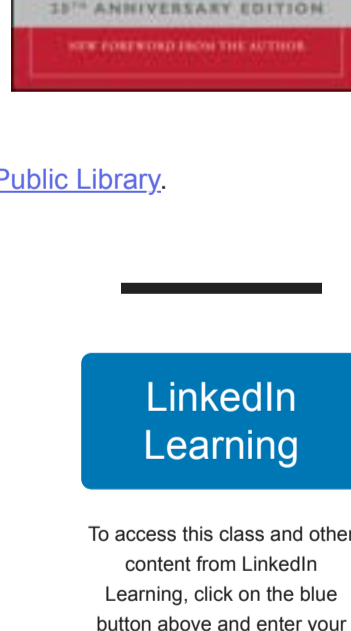 30TH ANNIVERSARY EDITION
NEW FOREWORD FROM THE AUTHOR
Public Library.
LinkedIn
Learning
To access this class and other
content from LinkedIn
Learning, click on the blue
button above and enter your